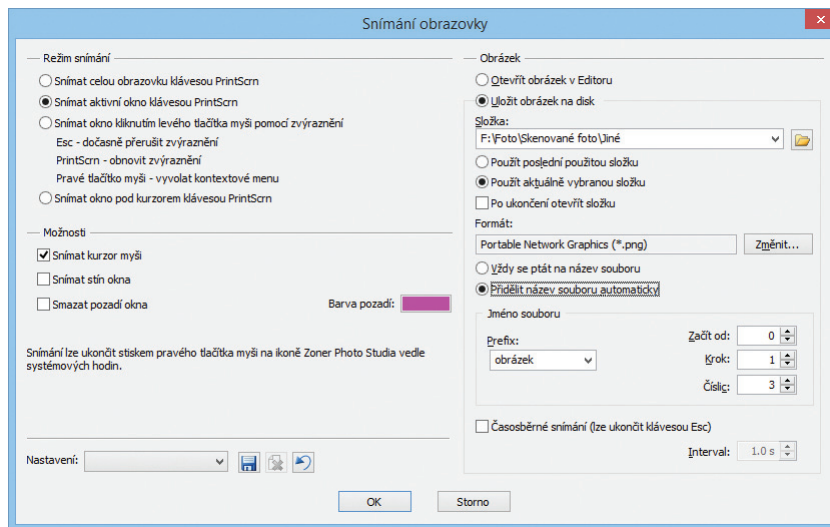 Snímání obrazovky
Režim snímání
Snímat celou obrazovku klávesou PrintScrn
Snímat aktivní okno klávesou PrintScrn
Snímat okno kliknutím levého tlačítka myši pomocí zvýraznění
Esc - dočasně přerušit zvýraznění
PrintScrn - obnovit zvýraznění
Pravé tlačítko myši - vyvolat kontextové menu
Snímat okno pod kurzorem klávesou PrintScrn
Možnosti
Snímat kurzor myši
Snímat stín okna
Smazat pozadí okna
Barva pozadí:
Snímání lze ukončit stiskem pravého tlačítka myši na ikoně Zoner Photo Studia vedle
systémových hodin.
Nastavení:
Obrázek
Otevřít obrázek v Editoru
Uložit obrázek na disk
Složka:
F:\Foto\Skenované foto\Jiné
Použít poslední použitou složku
Použít aktuálně vybranou složku
Po ukončení otevřít složku
Formát:
Portable Network Graphics (*.png)
Změnit...
Vždy se ptát na název souboru
Přidělit název souboru automaticky
Jméno souboru
Prefix:
obrázek
Začít od: 0
Krok: 1
Číslic: 3
Časosběrné snímání (lze ukončit klávesou Esc)
Interval: 1.0 s
OK
Storno